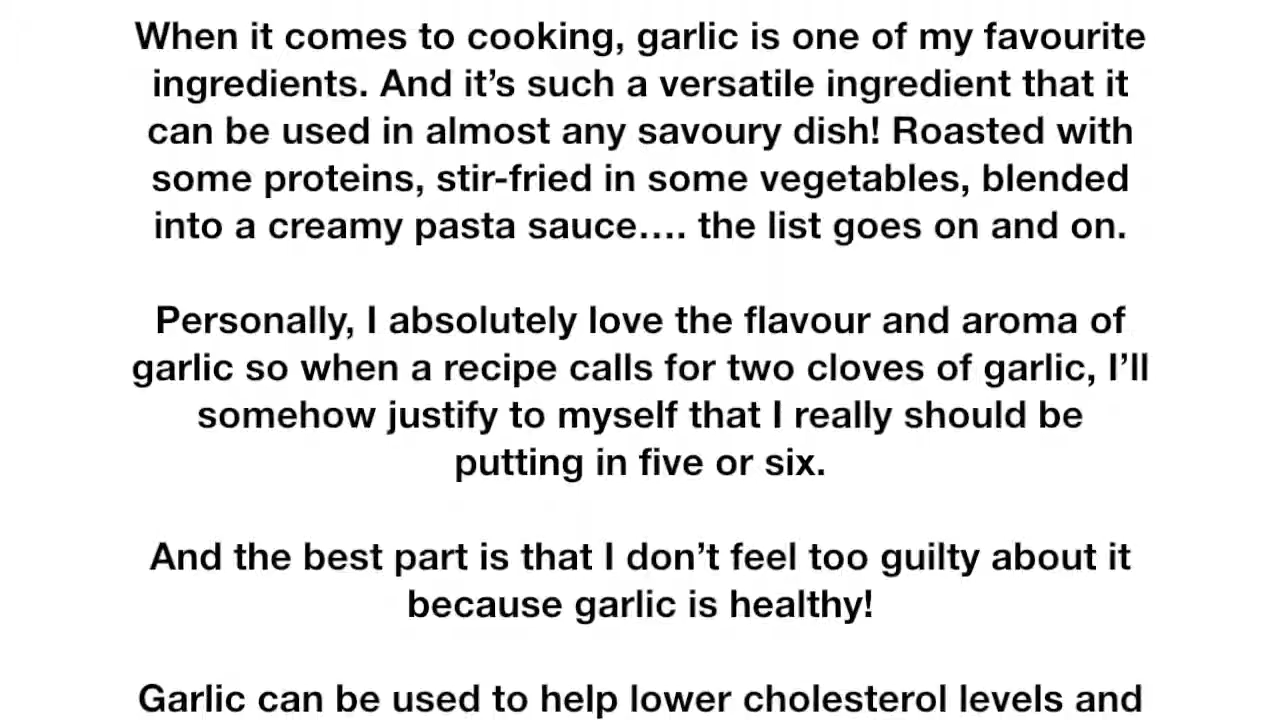 When it comes to cooking, garlic is one of my favourite
ingredients. And it’s such a versatile ingredient that it
can be used in almost any savoury dish! Roasted with
some proteins, stir-fried in some vegetables, blended
into a creamy pasta sauce…. the list goes on and on.
Personally, I absolutely love the flavour and aroma of
garlic so when a recipe calls for two cloves of garlic, I’ll
somehow justify to myself that I really should be
putting in five or six.
And the best part is that I don’t feel too guilty about it
because garlic is healthy!
Garlic can be used to help lower cholesterol levels and